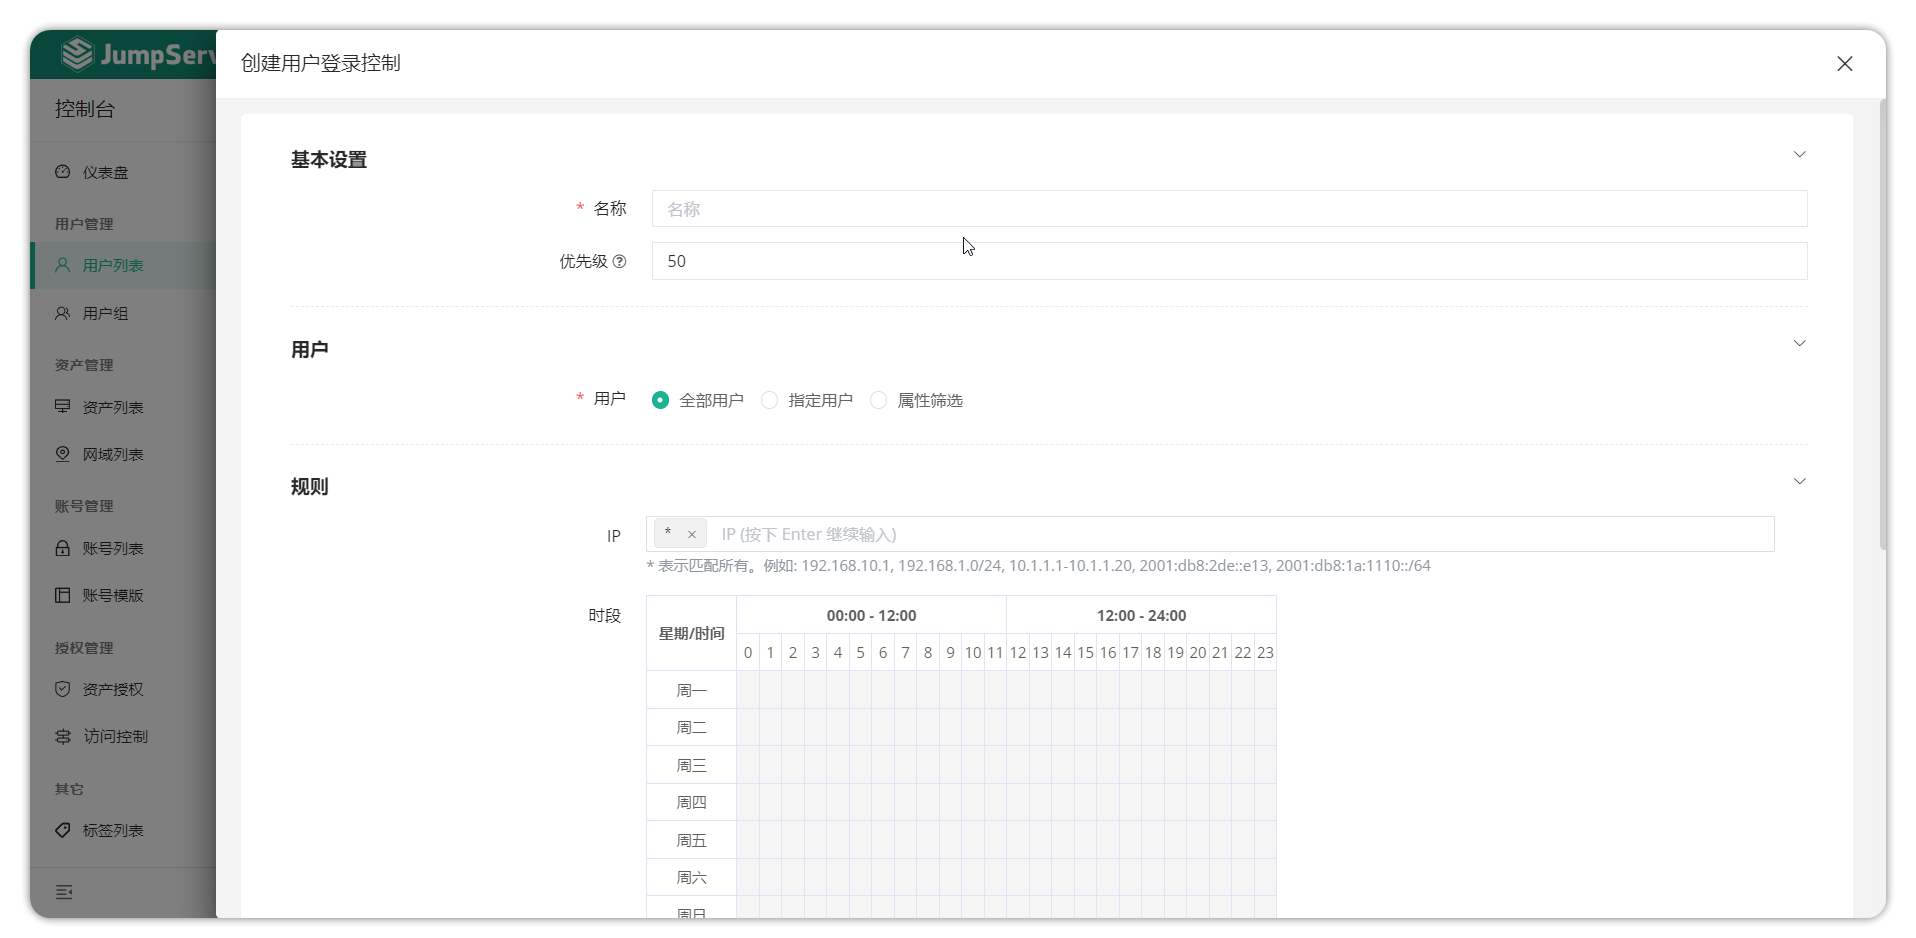 JumpServ
控制台
仪表盘
用户管理
用户列表
用户组
资产管理
资产列表
网域列表
账号管理
账号列表
账号模版
授权管理
资产授权
访问控制
其它
标签列表
创建用户登录控制
基本设置
* 名称
名称
优先级
50
用户
* 用户 全部用户 指定用户 属性筛选
规则
IP * × IP (按下 Enter 继续输入)
* 表示匹配所有。例如: 192.168.10.1, 192.168.1.0/24, 10.1.1.1-10.1.1.20, 2001:db8:2de::e13, 2001:db8:1a:1110::/64
时段
星期/时间 00:00 - 12:00 12:00 - 24:00
0 1 2 3 4 5 6 7 8 9 10 11 12 13 14 15 16 17 18 19 20 21 22 23
周一
周二
周三
周四
周五
周六
周日